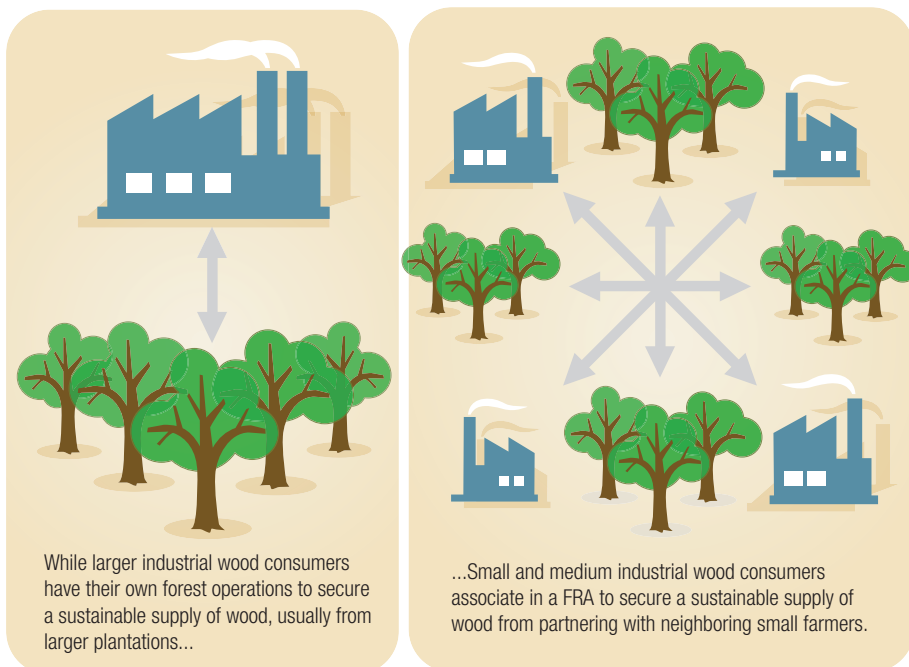 While larger industrial wood consumers
have their own forest operations to secure
a sustainable supply of wood, usually from
larger plantations...
...Small and medium industrial wood consumers
associate in a FRA to secure a sustainable supply of
wood from partnering with neighboring small farmers.